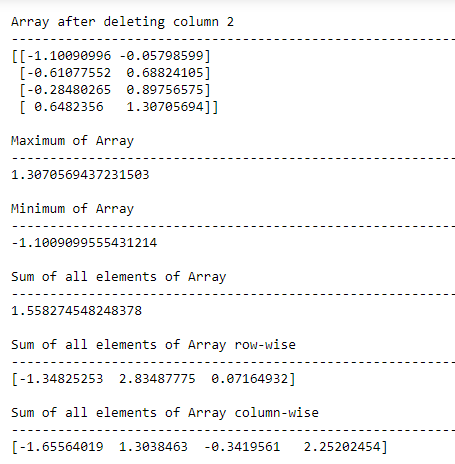 Array after deleting column 2
----------------------------------------------------------
[[-1.10090996 -0.05798599]
 [-0.61077552  0.68824105]
 [-0.28480265  0.89756575]
 [ 0.6482356   1.30705694]]
Maximum of Array
----------------------------------------------------------
1.3070569437231503
Minimum of Array
----------------------------------------------------------
-1.1009099555431214
Sum of all elements of Array
----------------------------------------------------------
1.558274548248378
Sum of all elements of Array row-wise
----------------------------------------------------------
[-1.34825253  2.83487775  0.07164932]
Sum of all elements of Array column-wise
----------------------------------------------------------
[-1.65564019  1.3038463  -0.3419561   2.25202454]